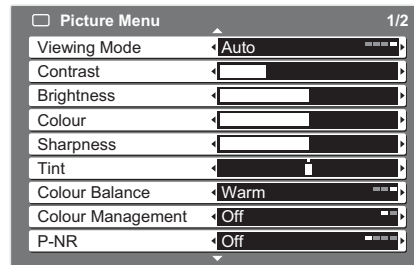 Picture Menu 1/2
Viewing Mode Auto
Contrast
Brightness
Colour
Sharpness
Tint
Colour Balance Warm
Colour Management Off
P-NR Off